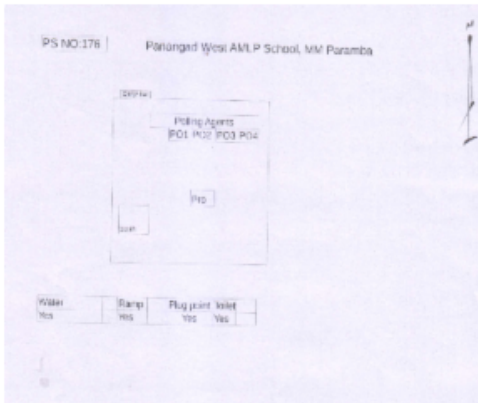 PS NO:176 Panangad West AMLP School, MM Paramba
Polling Agents
PO1 PO2 PO3 PO4
PrO
Water Ramp Plug point Toilet
Yes Yes Yes Yes